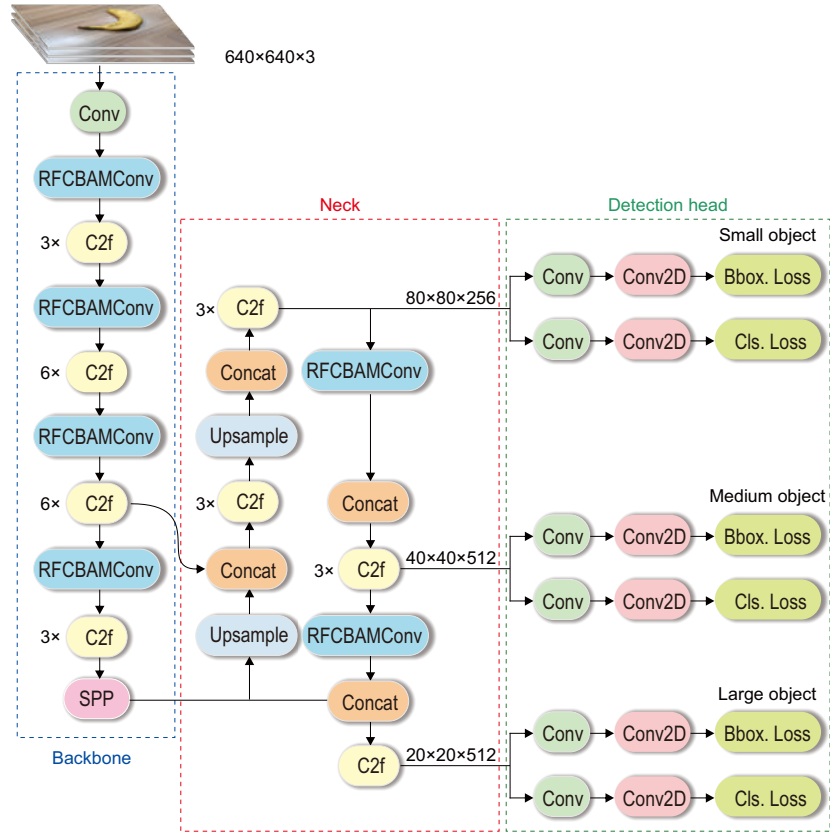 640×640×3
Conv
RFCBAMConv
3× C2f
RFCBAMConv
6× C2f
RFCBAMConv
6× C2f
RFCBAMConv
3× C2f
SPP
Backbone
Neck
3× C2f
Concat
Upsample
3× C2f
Concat
Upsample
80×80×256
RFCBAMConv
Concat
3× C2f
40×40×512
RFCBAMConv
Concat
C2f
20×20×512
Detection head
Small object
Conv Conv2D Bbox. Loss
Conv Conv2D Cls. Loss
Medium object
Conv Conv2D Bbox. Loss
Conv Conv2D Cls. Loss
Large object
Conv Conv2D Bbox. Loss
Conv Conv2D Cls. Loss